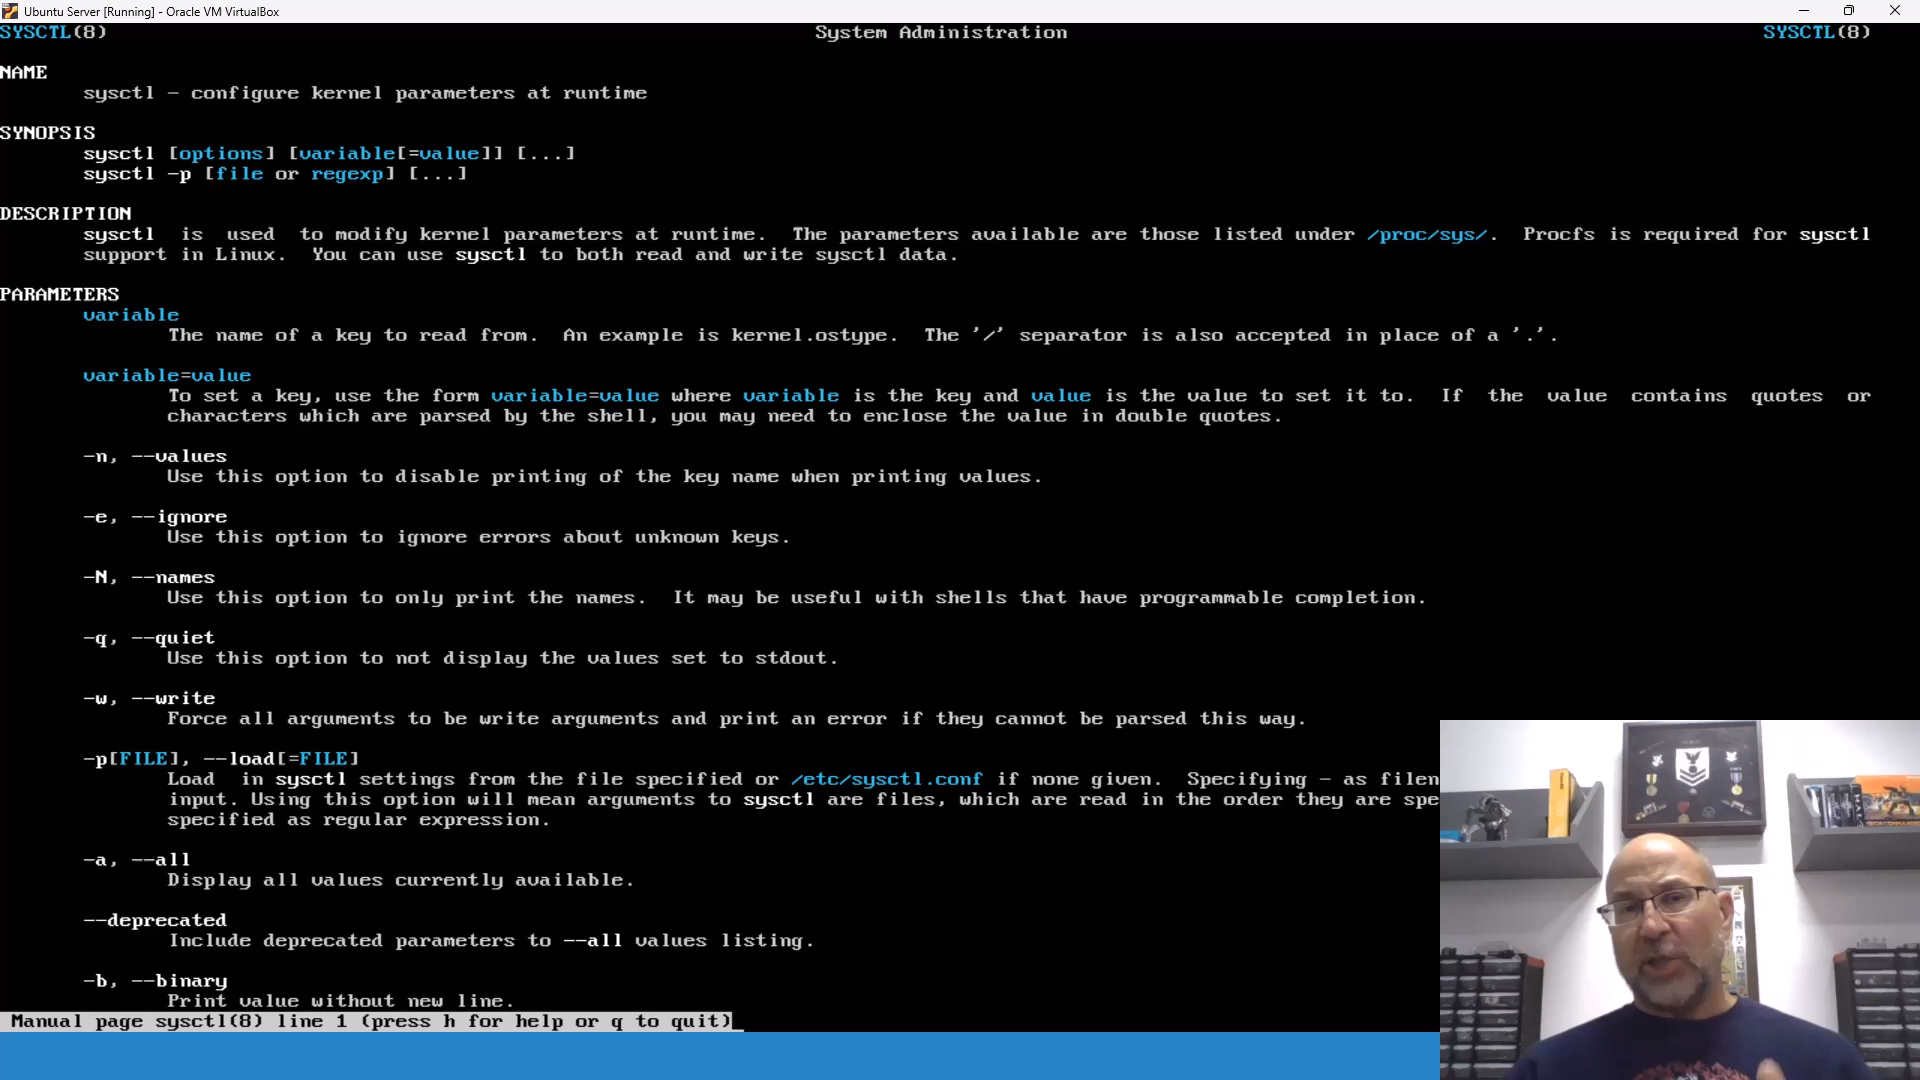 Ubuntu Server [Running] - Oracle VM VirtualBox
SYSCTL(8) System Administration SYSCTL(8)
NAME
sysctl - configure kernel parameters at runtime
SYNOPSIS
sysctl [options] [variable[=value]] [...]
sysctl -p [file or regexp] [...]
DESCRIPTION
sysctl is used to modify kernel parameters at runtime. The parameters available are those listed under /proc/sys/. Procfs is required for sysctl
support in Linux. You can use sysctl to both read and write sysctl data.
PARAMETERS
variable
The name of a key to read from. An example is kernel.ostype. The '/' separator is also accepted in place of a '.'.
variable=value
To set a key, use the form variable=value where variable is the key and value is the value to set it to. If the value contains quotes or
characters which are parsed by the shell, you may need to enclose the value in double quotes.
-n, --values
Use this option to disable printing of the key name when printing values.
-e, --ignore
Use this option to ignore errors about unknown keys.
-N, --names
Use this option to only print the names. It may be useful with shells that have programmable completion.
-q, --quiet
Use this option to not display the values set to stdout.
-w, --write
Force all arguments to be write arguments and print an error if they cannot be parsed this way.
-p[FILE], --load[=FILE]
Load in sysctl settings from the file specified or /etc/sysctl.conf if none given. Specifying - as filen
input. Using this option will mean arguments to sysctl are files, which are read in the order they are spe
specified as regular expression.
-a, --all
Display all values currently available.
--deprecated
Include deprecated parameters to --all values listing.
-b, --binary
Print value without new line.
Manual page sysctl(8) line 1 (press h for help or q to quit)